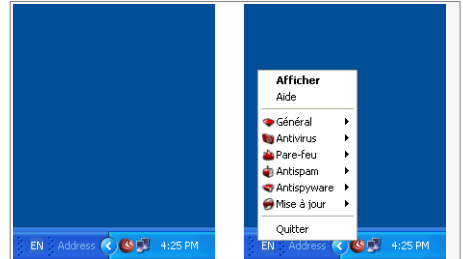 EN Address 4:25 PM
Afficher
Aide
Général
Antivirus
Pare-feu
Antispam
Antispyware
Mise à jour
Quitter
EN Address 4:25 PM